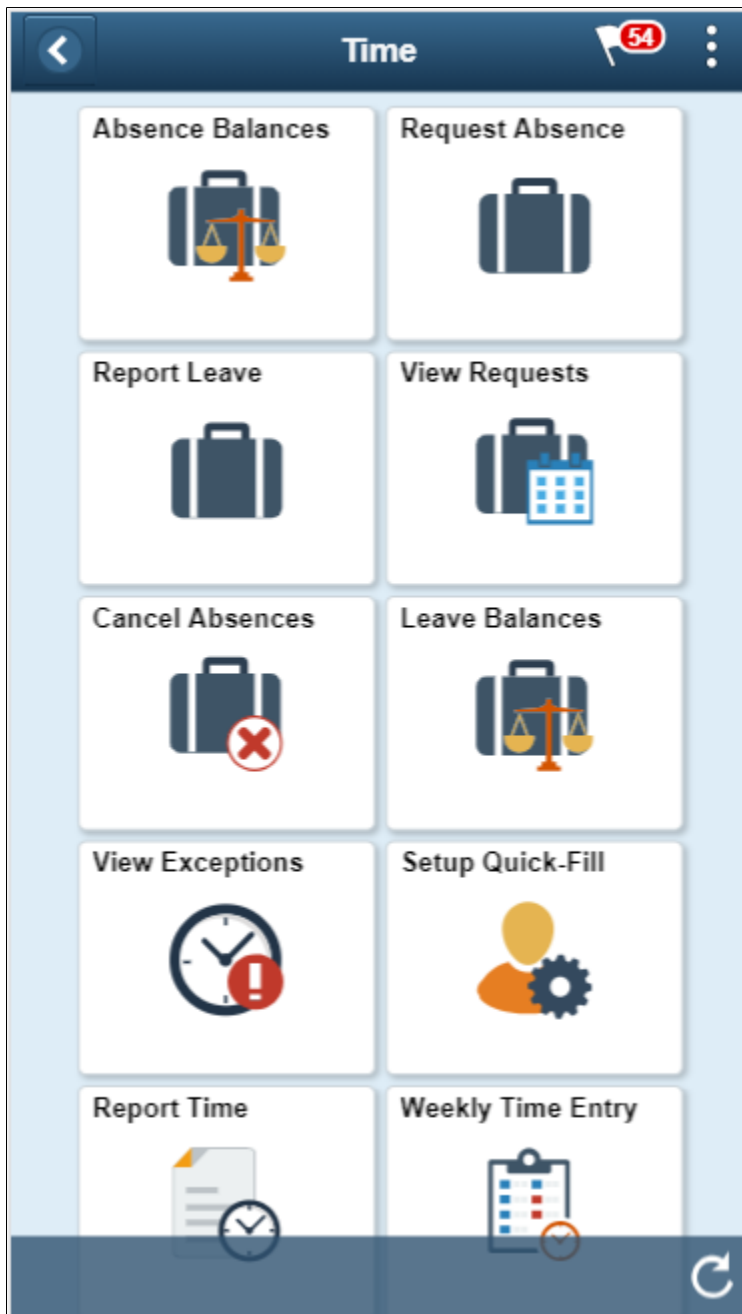 Time
54
Absence Balances
Request Absence
Report Leave
View Requests
Cancel Absences
Leave Balances
View Exceptions
Setup Quick-Fill
Report Time
Weekly Time Entry